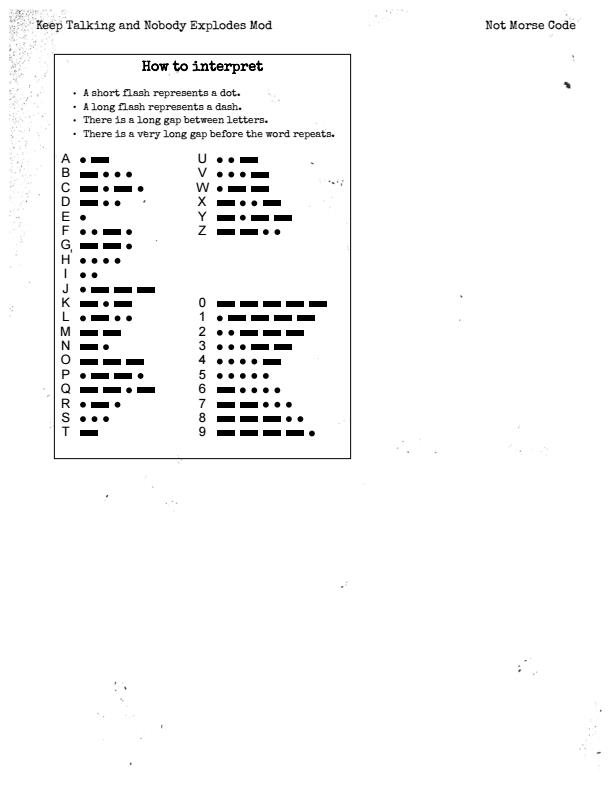 Keep Talking and Nobody Explodes Mod
Not Morse Code
How to interpret
• A short flash represents a dot.
• A long flash represents a dash.
• There is a long gap between letters.
• There is a very long gap before the word repeats.
A • ▬
B ▬ • • •
C ▬ • ▬ •
D ▬ • •
E •
F • • ▬ •
G ▬ ▬ •
H • • • •
I • •
J • ▬ ▬ ▬
K ▬ • ▬
L • ▬ • •
M ▬ ▬
N ▬ •
O ▬ ▬ ▬
P • ▬ ▬ •
Q ▬ ▬ • ▬
R • ▬ •
S • • •
T ▬
U • • ▬
V • • • ▬
W • ▬ ▬
X ▬ • • ▬
Y ▬ • ▬ ▬
Z ▬ ▬ • •
0 ▬ ▬ ▬ ▬ ▬
1 • ▬ ▬ ▬ ▬
2 • • ▬ ▬ ▬
3 • • • ▬ ▬
4 • • • • ▬
5 • • • • •
6 ▬ • • • •
7 ▬ ▬ • • •
8 ▬ ▬ ▬ • •
9 ▬ ▬ ▬ ▬ •